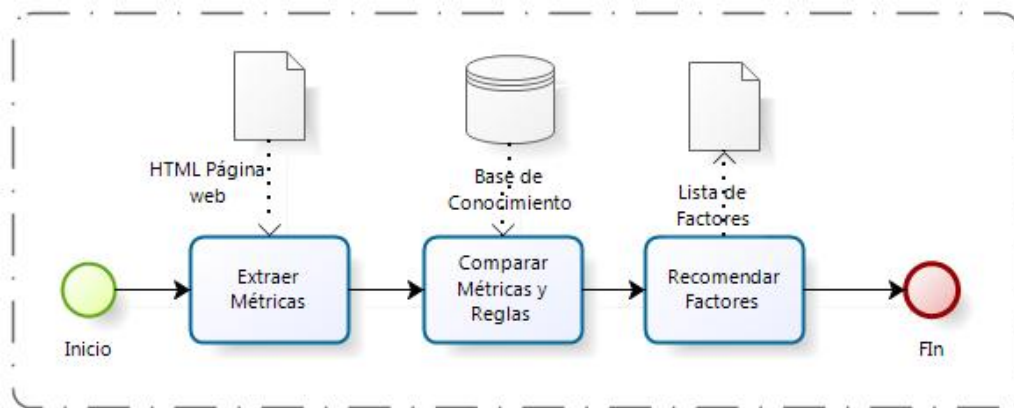 HTML Página
web
Base de
Conocimiento
Lista de
Factores
Extraer
Métricas
Comparar
Métricas y
Reglas
Recomendar
Factores
Inicio
FIn